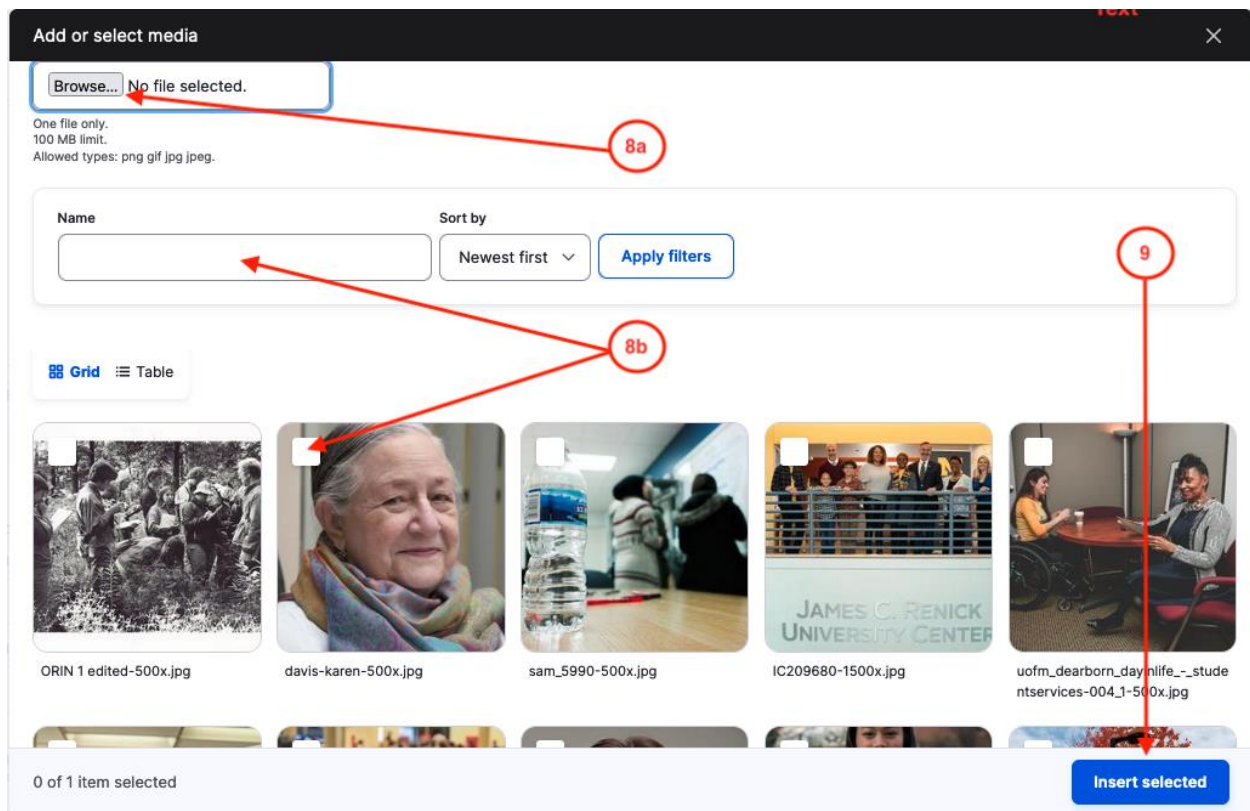 Text
Add or select media
Browse... No file selected.
One file only.
100 MB limit.
Allowed types: png gif jpg jpeg.
8a
Name
Sort by
Newest first
Apply filters
9
8b
Grid
Table
JAMES C. RENICK
UNIVERSITY CENTER
ORIN 1 edited-500x.jpg
davis-karen-500x.jpg
sam_5990-500x.jpg
IC209680-1500x.jpg
uofm_dearborn_dayinlife_-_stude
ntservices-004_1-500x.jpg
0 of 1 item selected
Insert selected